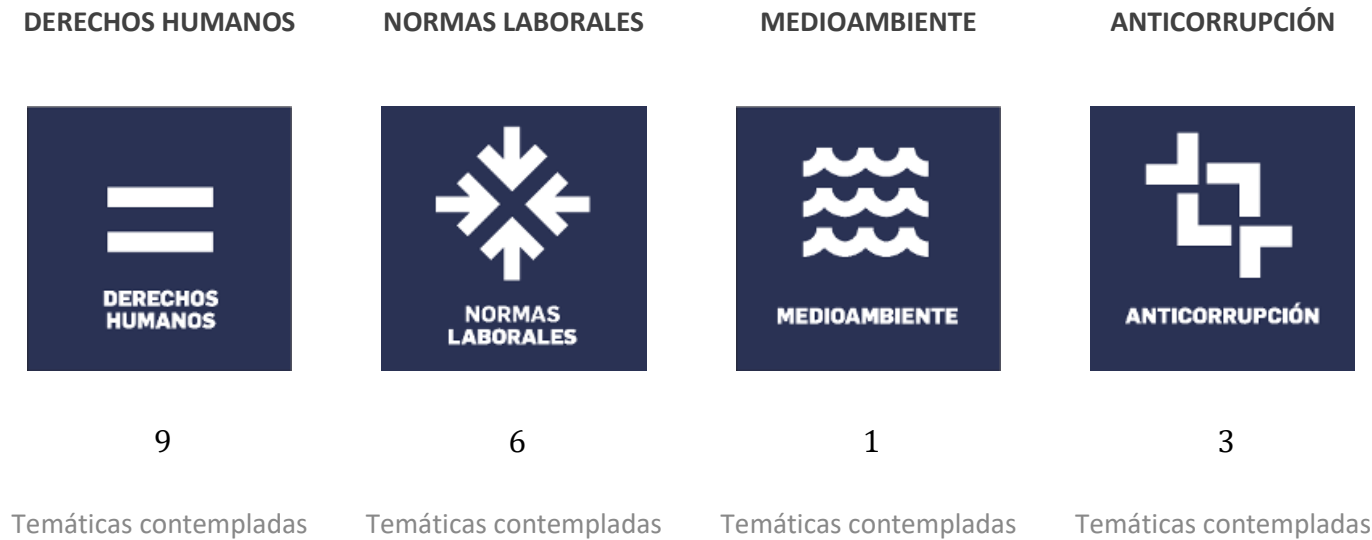 DERECHOS HUMANOS
NORMAS LABORALES
MEDIOAMBIENTE
ANTICORRUPCIÓN
DERECHOS
HUMANOS
NORMAS
LABORALES
MEDIOAMBIENTE
ANTICORRUPCIÓN
9
6
1
3
Temáticas contempladas
Temáticas contempladas
Temáticas contempladas
Temáticas contempladas